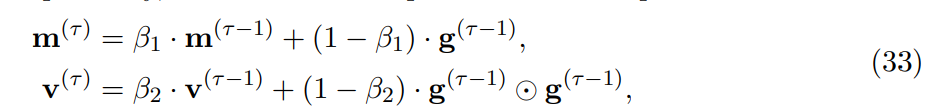 m^(τ) = β₁ · m^(τ−1) + (1 − β₁) · g^(τ−1),
v^(τ) = β₂ · v^(τ−1) + (1 − β₂) · g^(τ−1) ⊙ g^(τ−1),
(33)